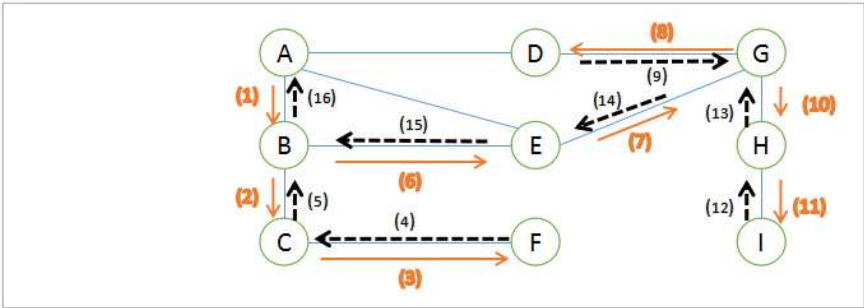 (8)
A D G
(9)
(1) (16) (14) (13) (10)
(15)
B E H
(7)
(6)
(2) (5) (4) (12) (11)
C F I
(3)